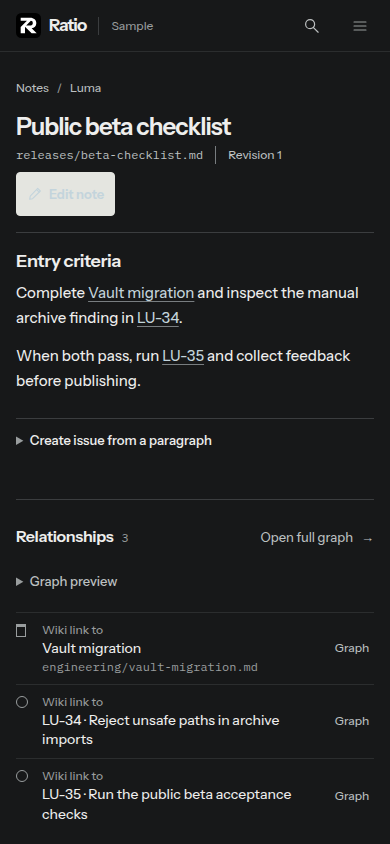 Ratio
Sample
Notes / Luma
Public beta checklist
releases/beta-checklist.md
Revision 1
Edit note
Entry criteria
Complete Vault migration and inspect the manual
archive finding in LU-34.
When both pass, run LU-35 and collect feedback
before publishing.
Create issue from a paragraph
Relationships 3
Open full graph →
Graph preview
Wiki link to
Vault migration
engineering/vault-migration.md
Graph
Wiki link to
LU-34 · Reject unsafe paths in archive
imports
Graph
Wiki link to
LU-35 · Run the public beta acceptance
checks
Graph